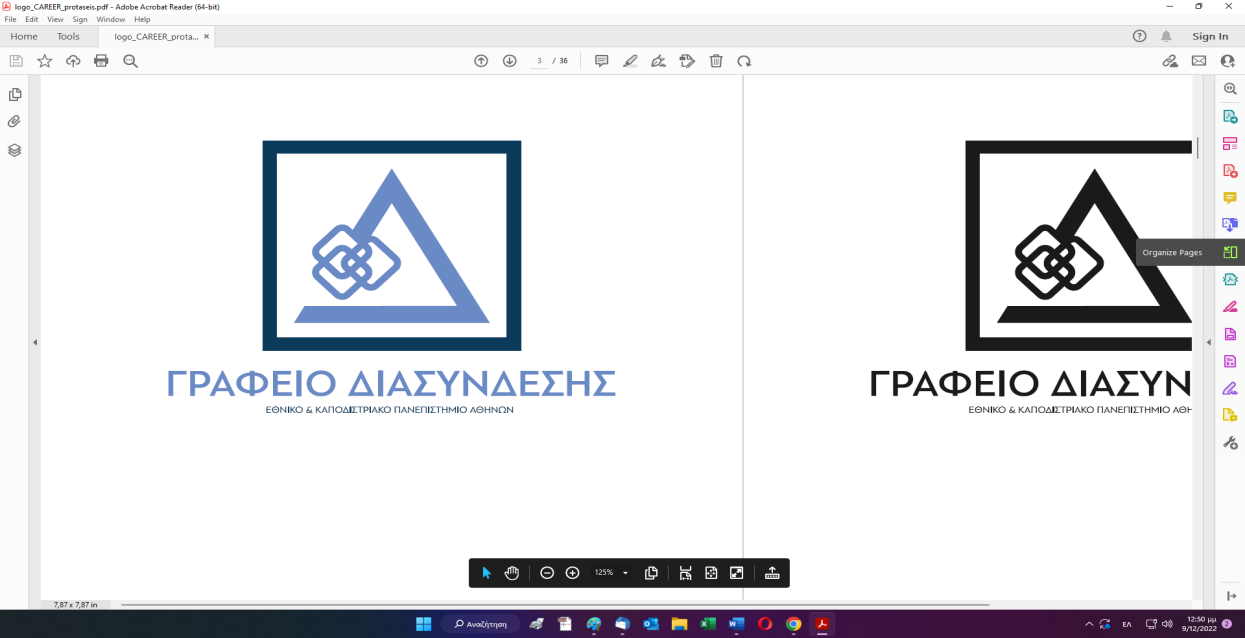 logo_CAREER_protaseis.pdf - Adobe Acrobat Reader (64-bit)
File Edit View Sign Window Help
Home Tools logo_CAREER_prota... × Sign In
3 / 36
Organize Pages
ΓΡΑΦΕΙΟ ΔΙΑΣΥΝΔΕΣΗΣ
ΕΘΝΙΚΟ & ΚΑΠΟΔΙΣΤΡΙΑΚΟ ΠΑΝΕΠΙΣΤΗΜΙΟ ΑΘΗΝΩΝ
ΓΡΑΦΕΙΟ ΔΙΑΣΥΝ
ΕΘΝΙΚΟ & ΚΑΠΟΔΙΣΤΡΙΑΚΟ ΠΑΝΕΠΙΣΤΗΜΙΟ ΑΘΗ
125%
7,87 x 7,87 in
Αναζήτηση
ΕΛ
12:50 μμ
9/12/2022
2